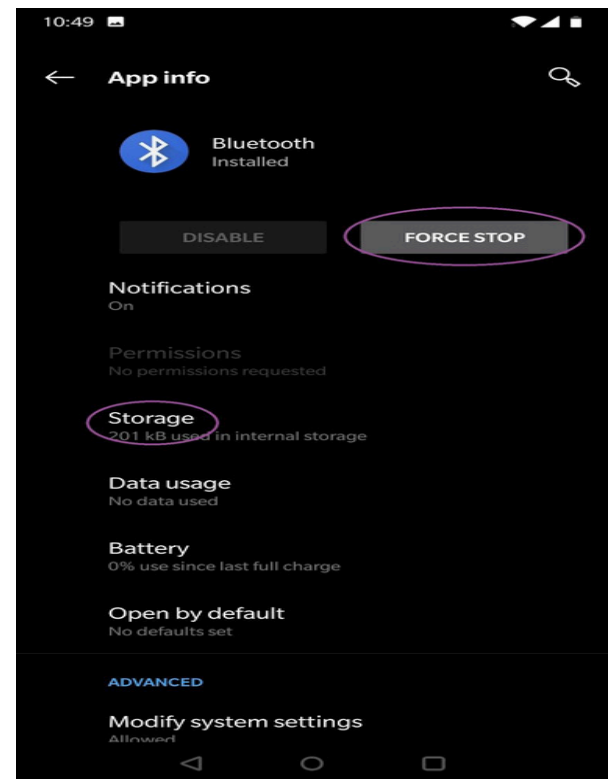 10:49
App info
Bluetooth
Installed
DISABLE
FORCE STOP
Notifications
On
Permissions
No permissions requested
Storage
201 kB used in internal storage
Data usage
No data used
Battery
0% use since last full charge
Open by default
No defaults set
ADVANCED
Modify system settings
Allowed